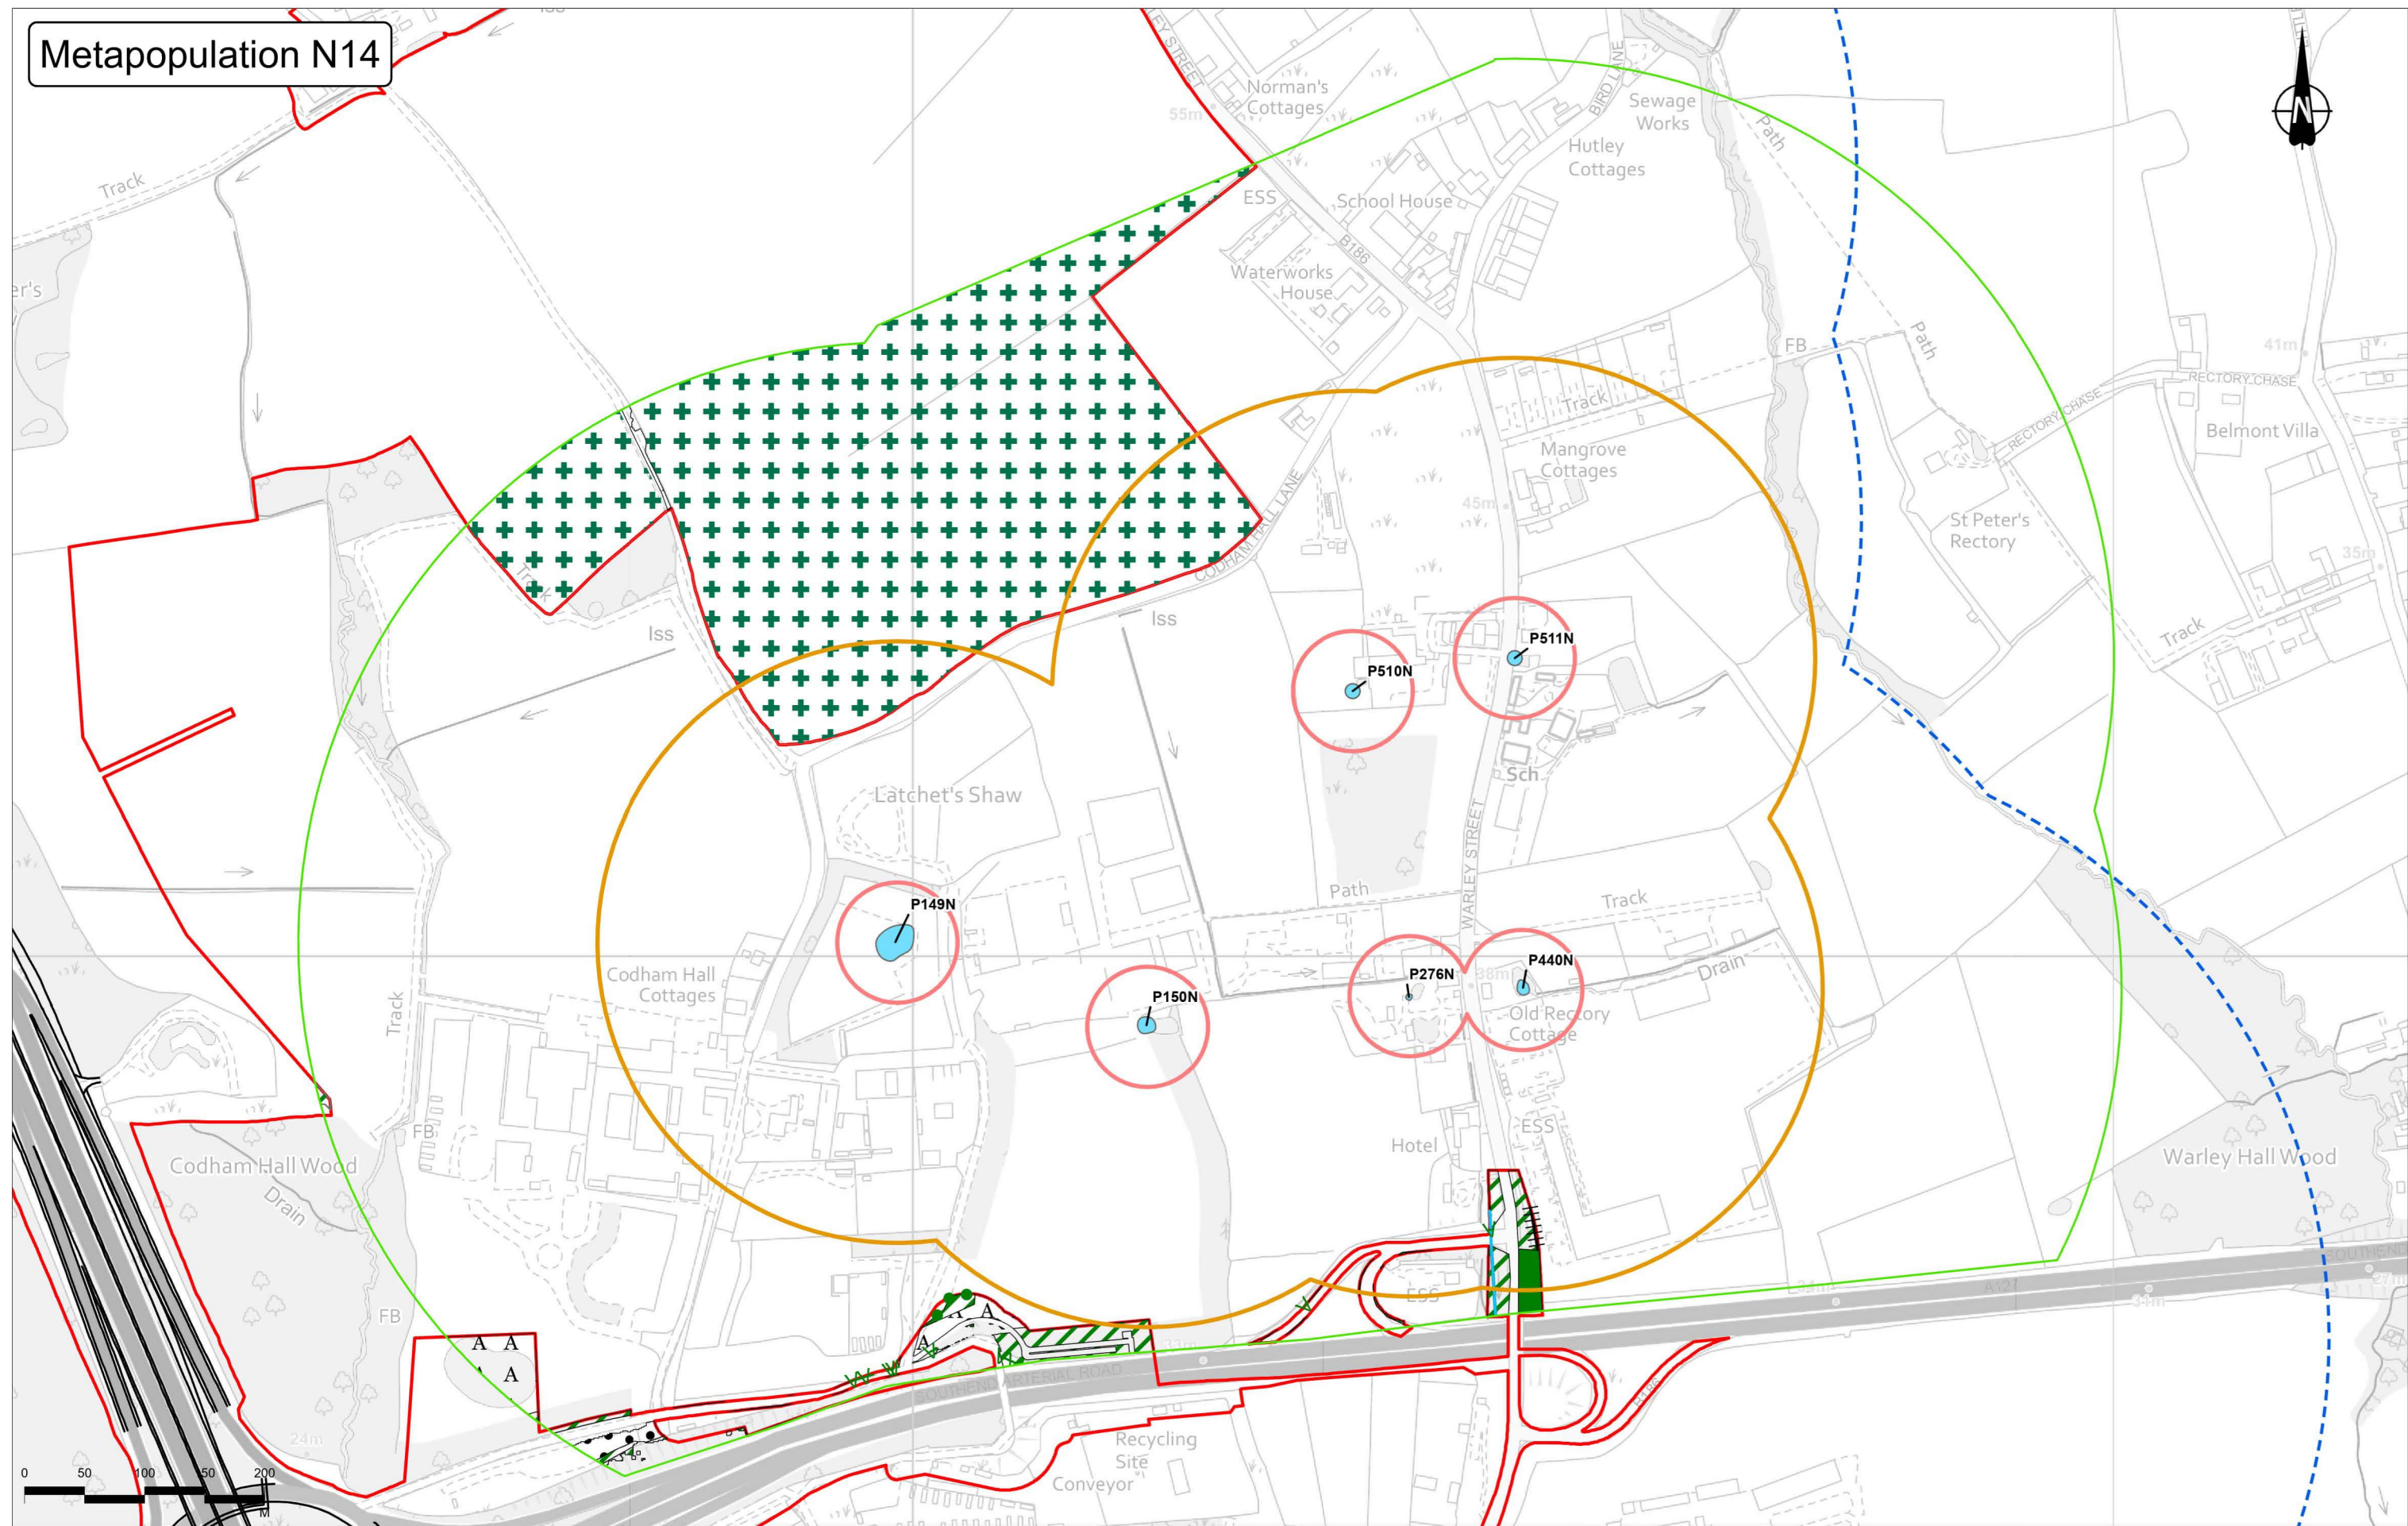 Metapopulation N14
N
Norman's
Cottages
55m
BIRD LANE
Sewage
Works
Path
Hutley
Cottages
Track
ESS
School House
B186
Waterworks
House
FB
Path
41m
RECTORY CHASE
RECTORY CHASE
Belmont Villa
Track
Mangrove
Cottages
45m
CODHAM HALL LANE
St Peter's
Rectory
35m
Track
Iss
Iss
Track
P511N
P510N
Sch
Latchet's Shaw
WARLEY STREET
Path
Track
P149N
P276N
38m
P440N
Drain
Codham Hall
Cottages
P150N
Old Rectory
Cottage
Track
FB
Hotel
ESS
Codham Hall Wood
Drain
Warley Hall Wood
ESS
FB
33m
A A
A
A A
A
SOUTHEND ARTERIAL ROAD
24m
Recycling
Site
Conveyor
0 50 100 150 200
M